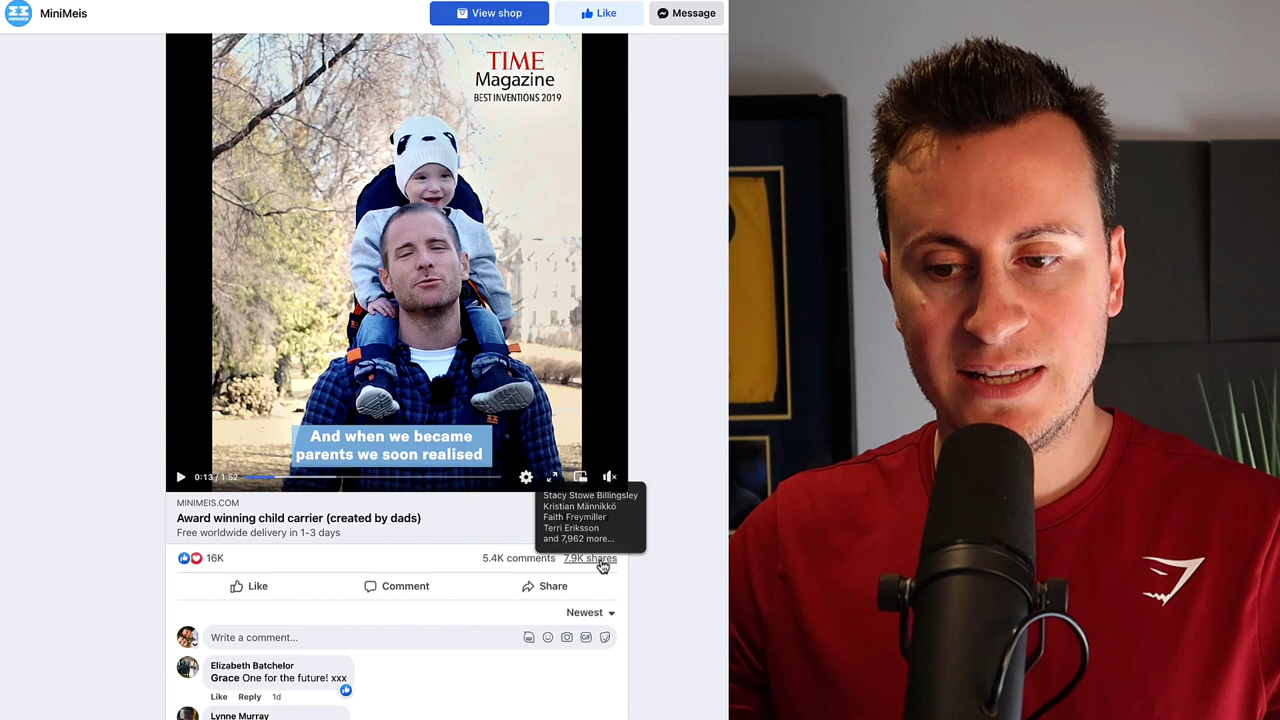 MINIMEIS
MiniMeis
View shop
Like
Message
TIME
Magazine
BEST INVENTIONS 2019
And when we became
parents we soon realised
0:13 / 1:52
Stacy Stowe Billingsley
Kristian Männikkö
Faith Freymiller
Terri Eriksson
and 7,962 more...
MINIMEIS.COM
Award winning child carrier (created by dads)
Free worldwide delivery in 1-3 days
16K
5.4K comments
7.9K shares
Like
Comment
Share
Newest
Write a comment...
GIF
Elizabeth Batchelor
Grace One for the future! xxx
Like Reply 1d
Lynne Murray